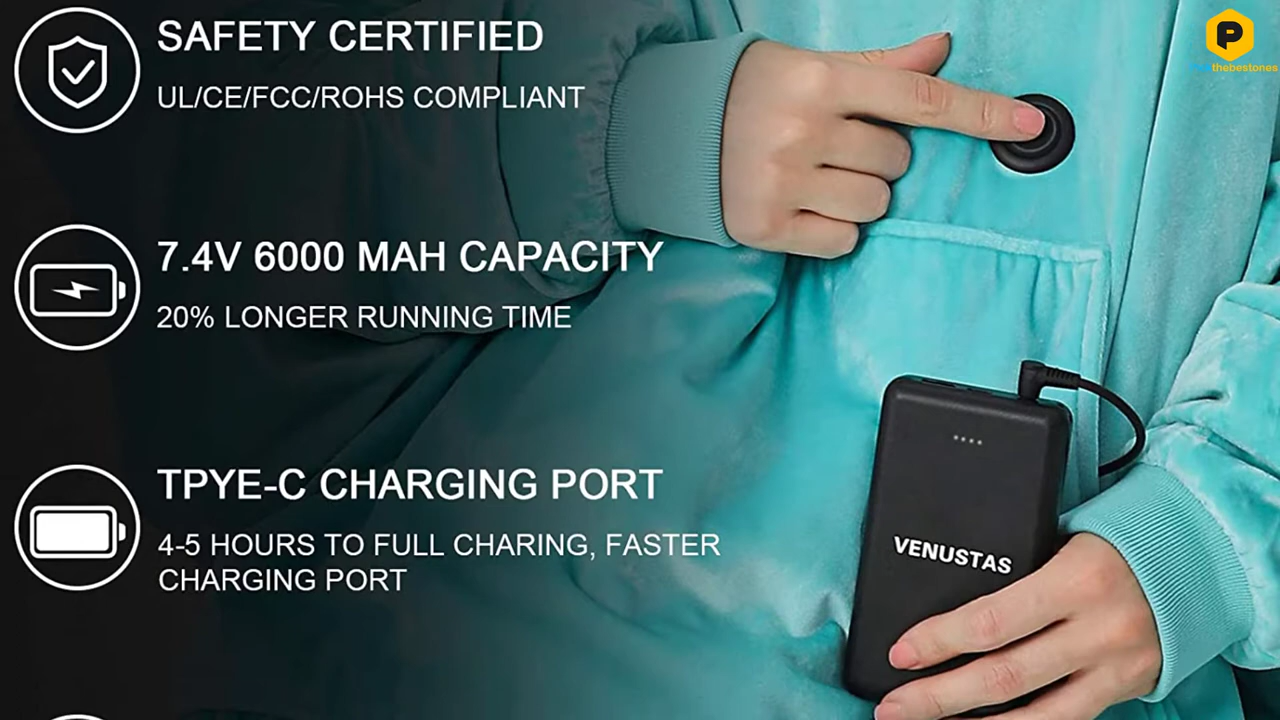 SAFETY CERTIFIED
UL/CE/FCC/ROHS COMPLIANT
7.4V 6000 MAH CAPACITY
20% LONGER RUNNING TIME
TPYE-C CHARGING PORT
4-5 HOURS TO FULL CHARING, FASTER
CHARGING PORT
VENUSTAS
P
thebestones